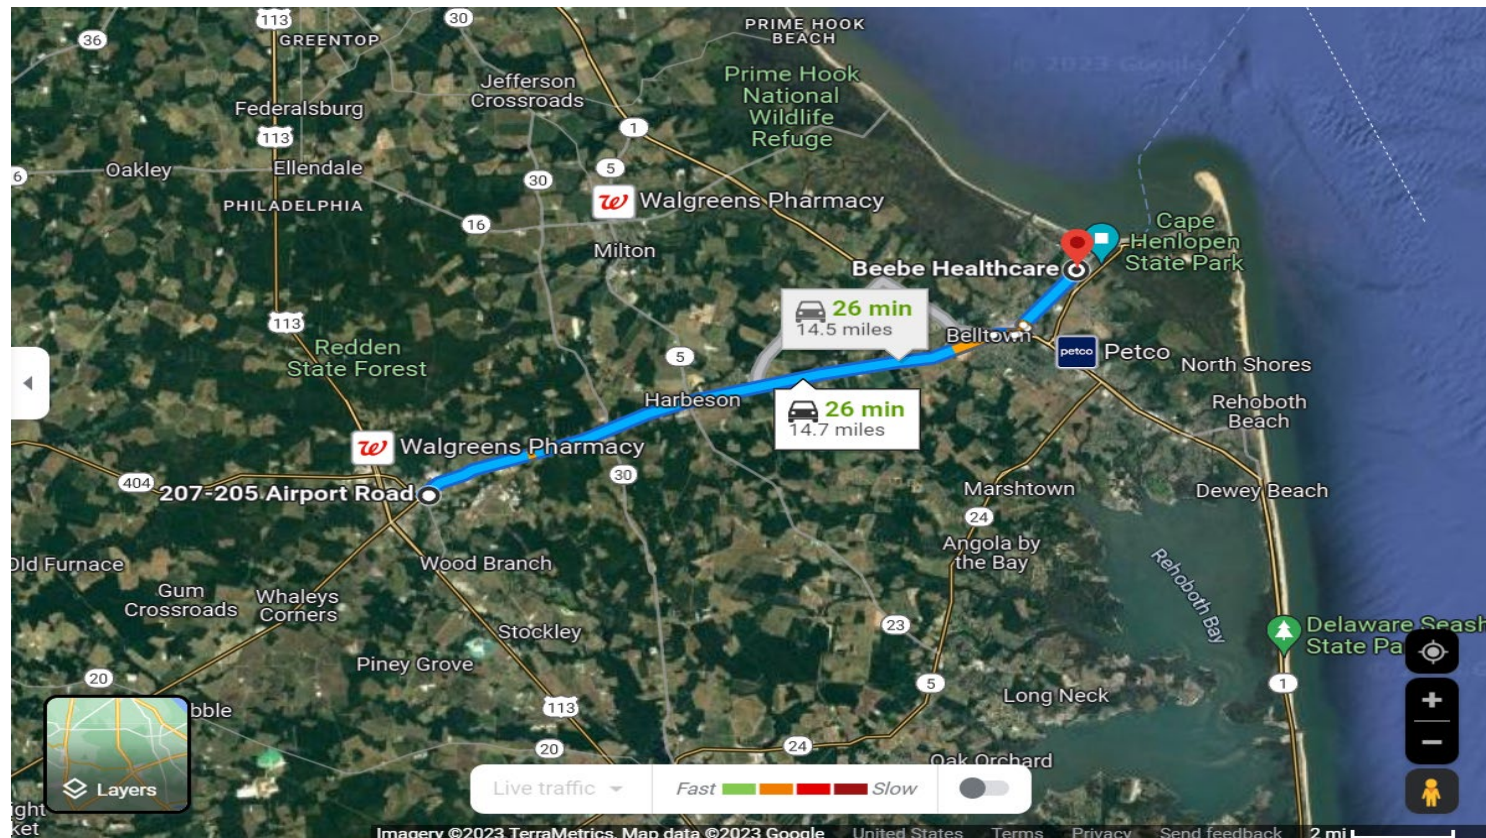 PRIME HOOK
BEACH
113
30
36
GREENTOP
Prime Hook
National
Wildlife
Refuge
Jefferson
Crossroads
Federalsburg
1
113
Oakley
Ellendale
5
6
30
PHILADELPHIA
Walgreens Pharmacy
16
Milton
Cape
Henlopen
State Park
Beebe Healthcare
26 min
14.5 miles
113
Belltown
Redden
State Forest
5
petco
Petco
North Shores
Harbeson
26 min
14.7 miles
Rehoboth
Beach
Walgreens Pharmacy
404
207-205 Airport Road
30
Marshtown
Dewey Beach
24
Angola by
the Bay
Old Furnace
Wood Branch
Rehoboth Bay
Gum
Crossroads
Whaleys
Corners
Stockley
23
Delaware Seash
State Pa
Piney Grove
20
5
1
Long Neck
bble
113
20
24
Oak Orchard
Layers
Live traffic
Fast
Slow
ght
ket
Imagery ©2023 TerraMetrics, Map data ©2023 Google
United States
Terms
Privacy
Send feedback
2 mi